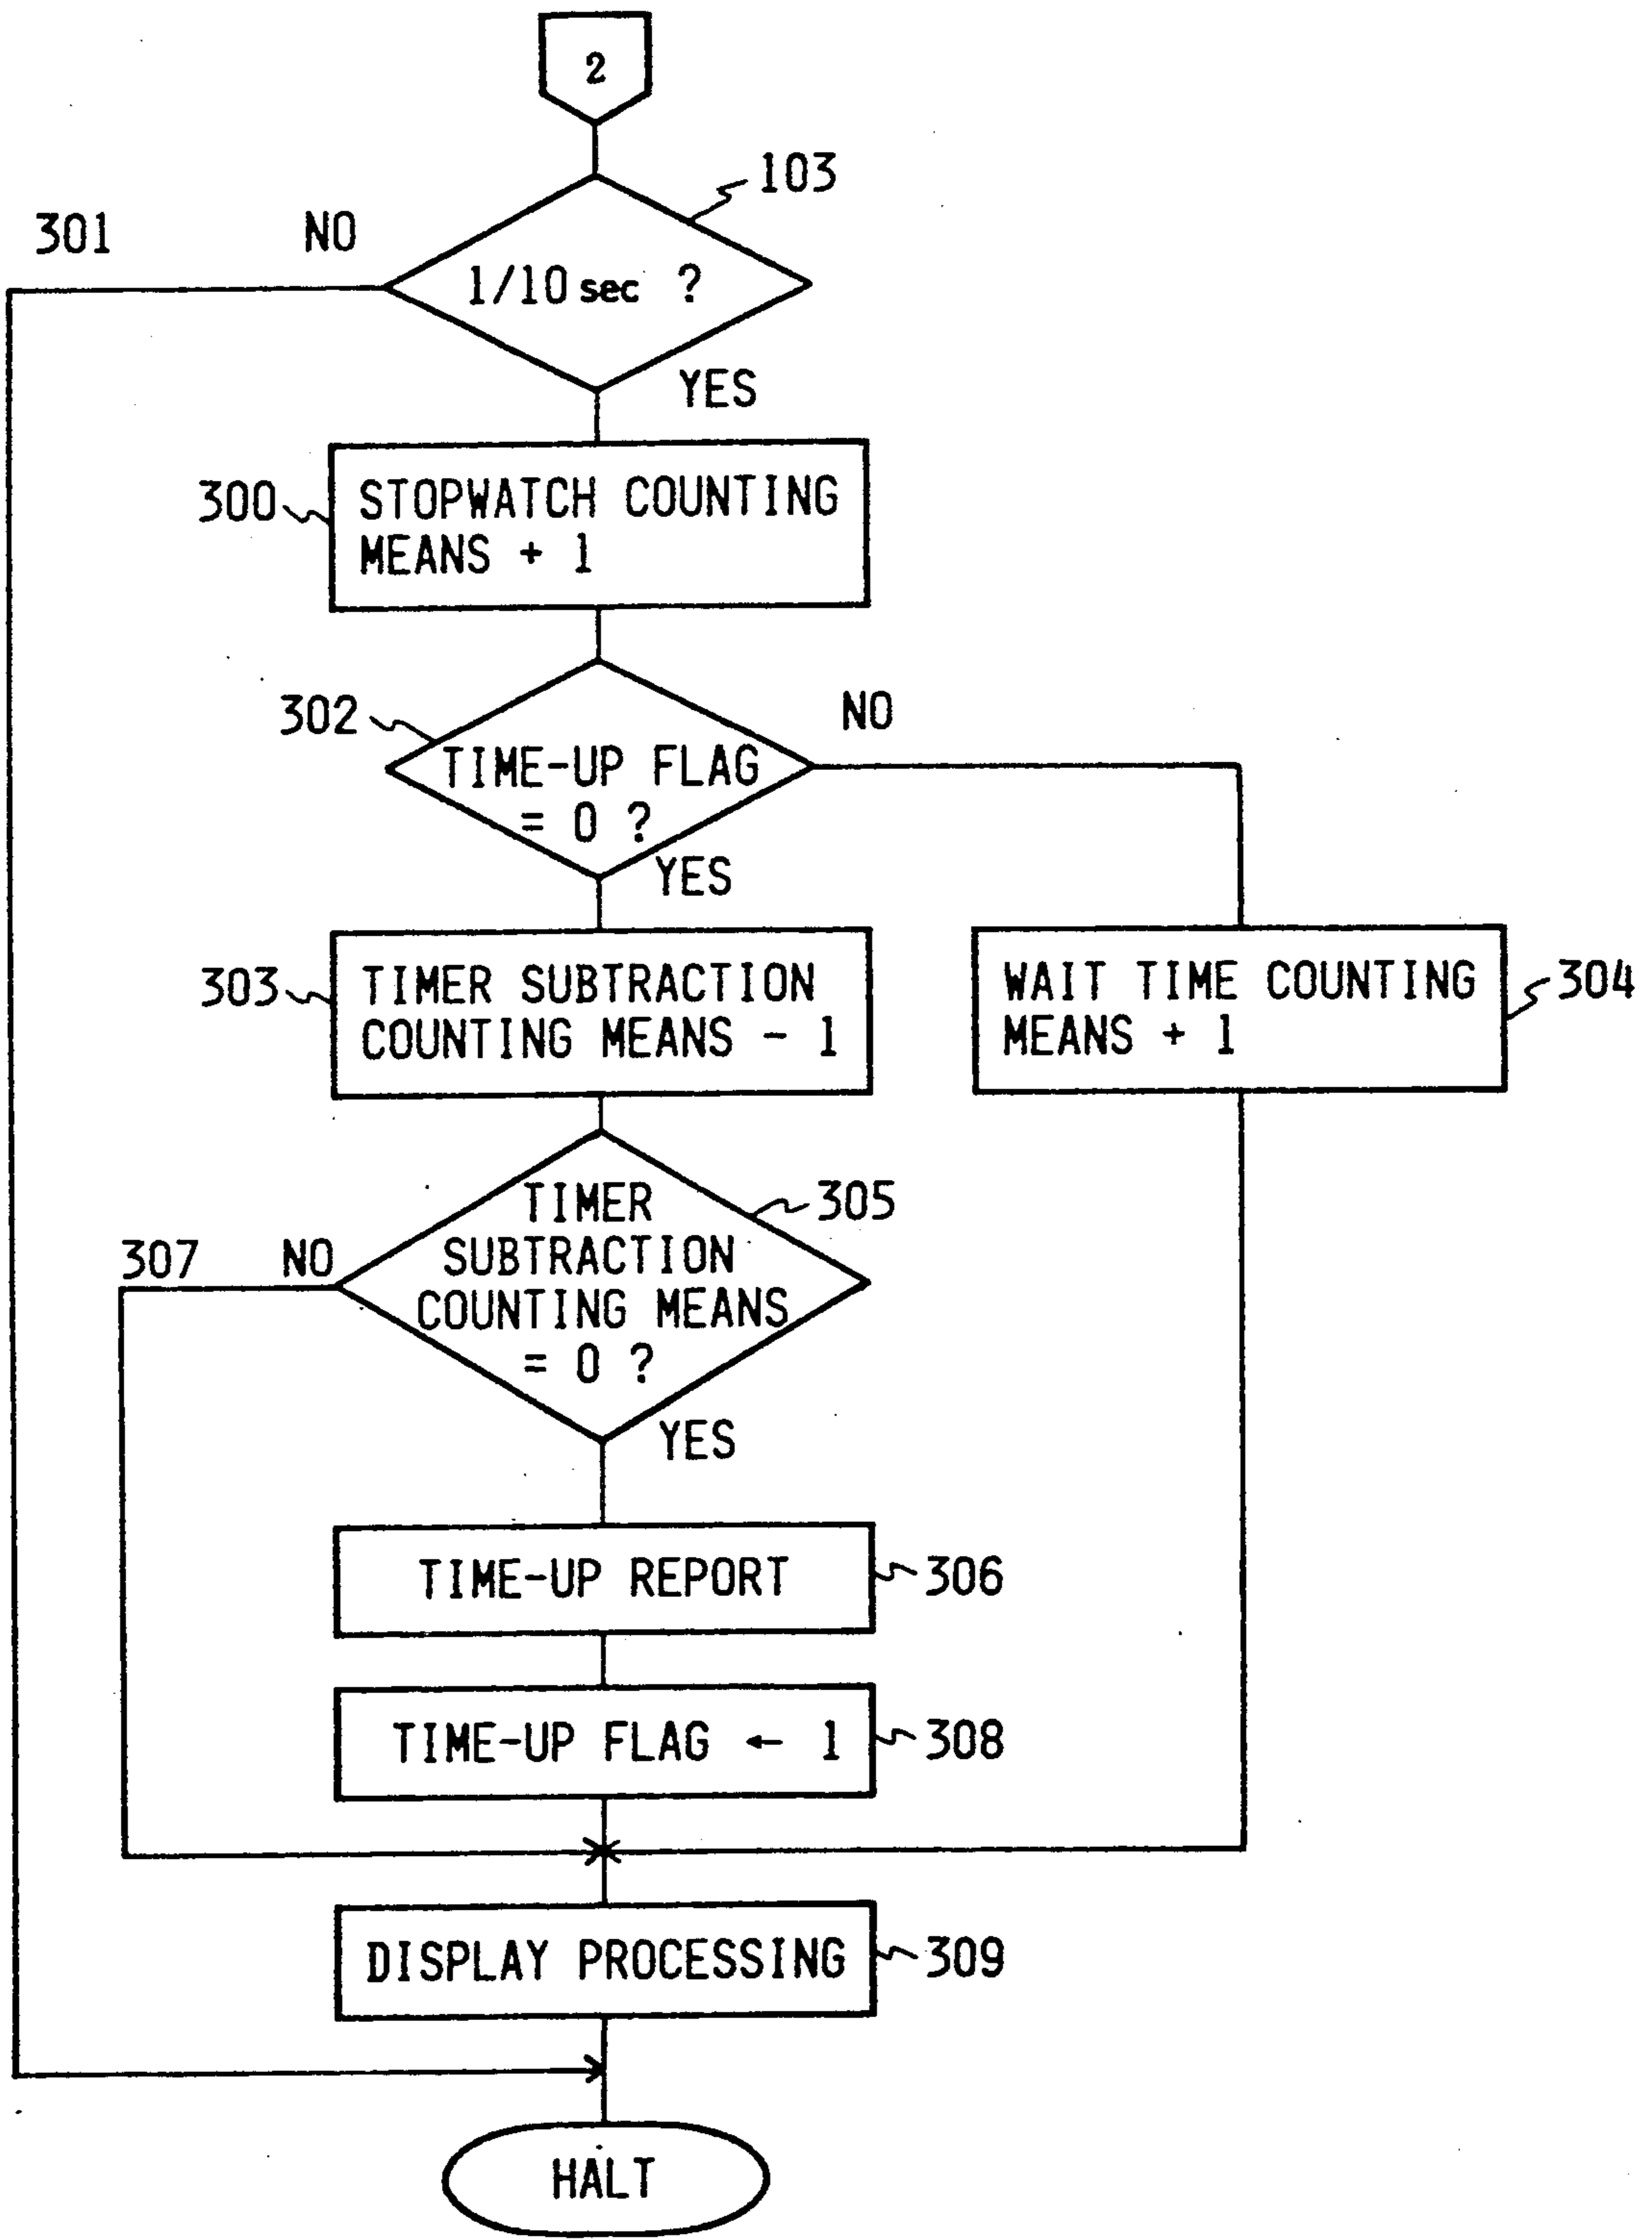 2
103
301
NO
1/10 sec ?
YES
300
STOPWATCH COUNTING
MEANS + 1
302
NO
TIME-UP FLAG
= 0 ?
YES
303
TIMER SUBTRACTION
COUNTING MEANS - 1
WAIT TIME COUNTING
MEANS + 1
304
305
TIMER
SUBTRACTION
COUNTING MEANS
= 0 ?
307
NO
YES
TIME-UP REPORT
306
TIME-UP FLAG ← 1
308
DISPLAY PROCESSING
309
HALT